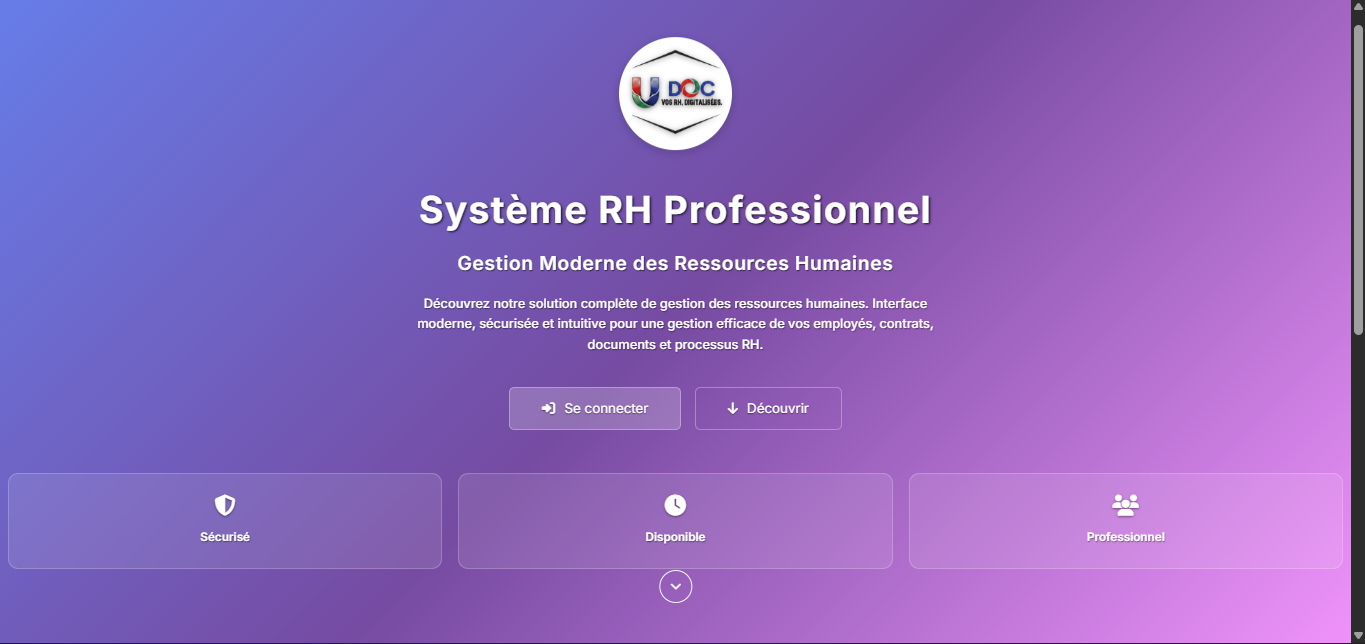 U DOC
VOS RH, DIGITALISÉES.
Système RH Professionnel
Gestion Moderne des Ressources Humaines
Découvrez notre solution complète de gestion des ressources humaines. Interface
moderne, sécurisée et intuitive pour une gestion efficace de vos employés, contrats,
documents et processus RH.
Se connecter
Découvrir
Sécurisé
Disponible
Professionnel